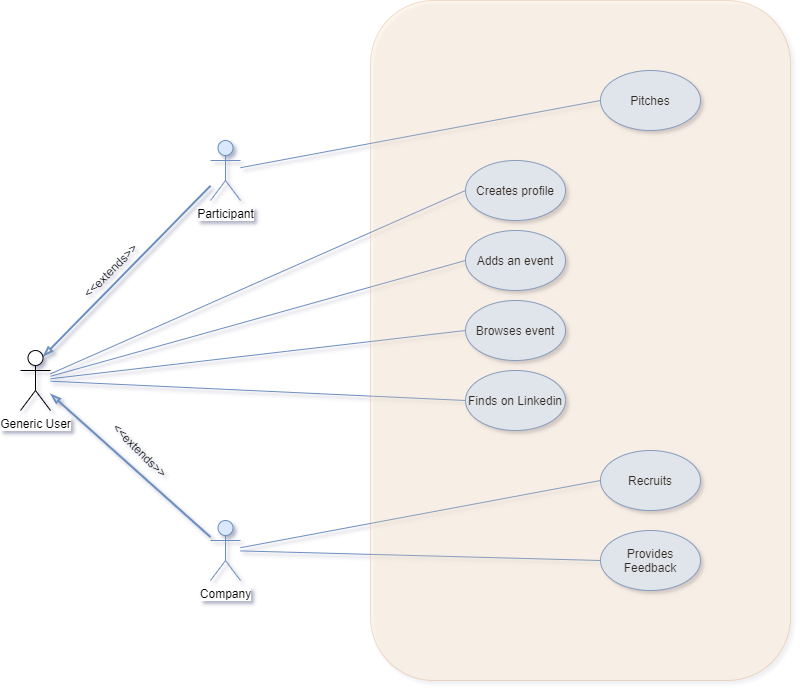 Pitches
Participant
Creates profile
<<extends>>
Adds an event
Browses event
Generic User
Finds on Linkedin
<<extends>>
Recruits
Provides
Feedback
Company